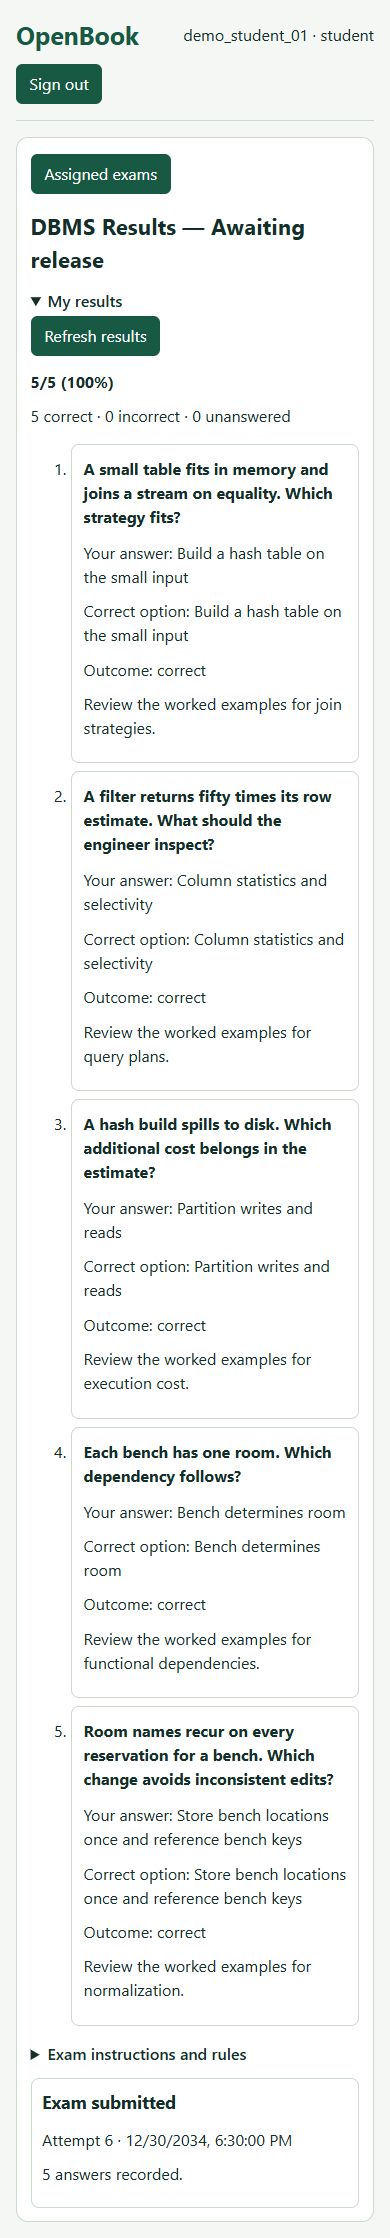 OpenBook
demo_student_01 · student
Sign out
Assigned exams
DBMS Results — Awaiting
release
▼ My results
Refresh results
5/5 (100%)
5 correct · 0 incorrect · 0 unanswered
1. A small table fits in memory and
joins a stream on equality. Which
strategy fits?
Your answer: Build a hash table on
the small input
Correct option: Build a hash table on
the small input
Outcome: correct
Review the worked examples for join
strategies.
2. A filter returns fifty times its row
estimate. What should the
engineer inspect?
Your answer: Column statistics and
selectivity
Correct option: Column statistics and
selectivity
Outcome: correct
Review the worked examples for
query plans.
3. A hash build spills to disk. Which
additional cost belongs in the
estimate?
Your answer: Partition writes and
reads
Correct option: Partition writes and
reads
Outcome: correct
Review the worked examples for
execution cost.
4. Each bench has one room. Which
dependency follows?
Your answer: Bench determines room
Correct option: Bench determines
room
Outcome: correct
Review the worked examples for
functional dependencies.
5. Room names recur on every
reservation for a bench. Which
change avoids inconsistent edits?
Your answer: Store bench locations
once and reference bench keys
Correct option: Store bench locations
once and reference bench keys
Outcome: correct
Review the worked examples for
normalization.
▶ Exam instructions and rules
Exam submitted
Attempt 6 · 12/30/2034, 6:30:00 PM
5 answers recorded.